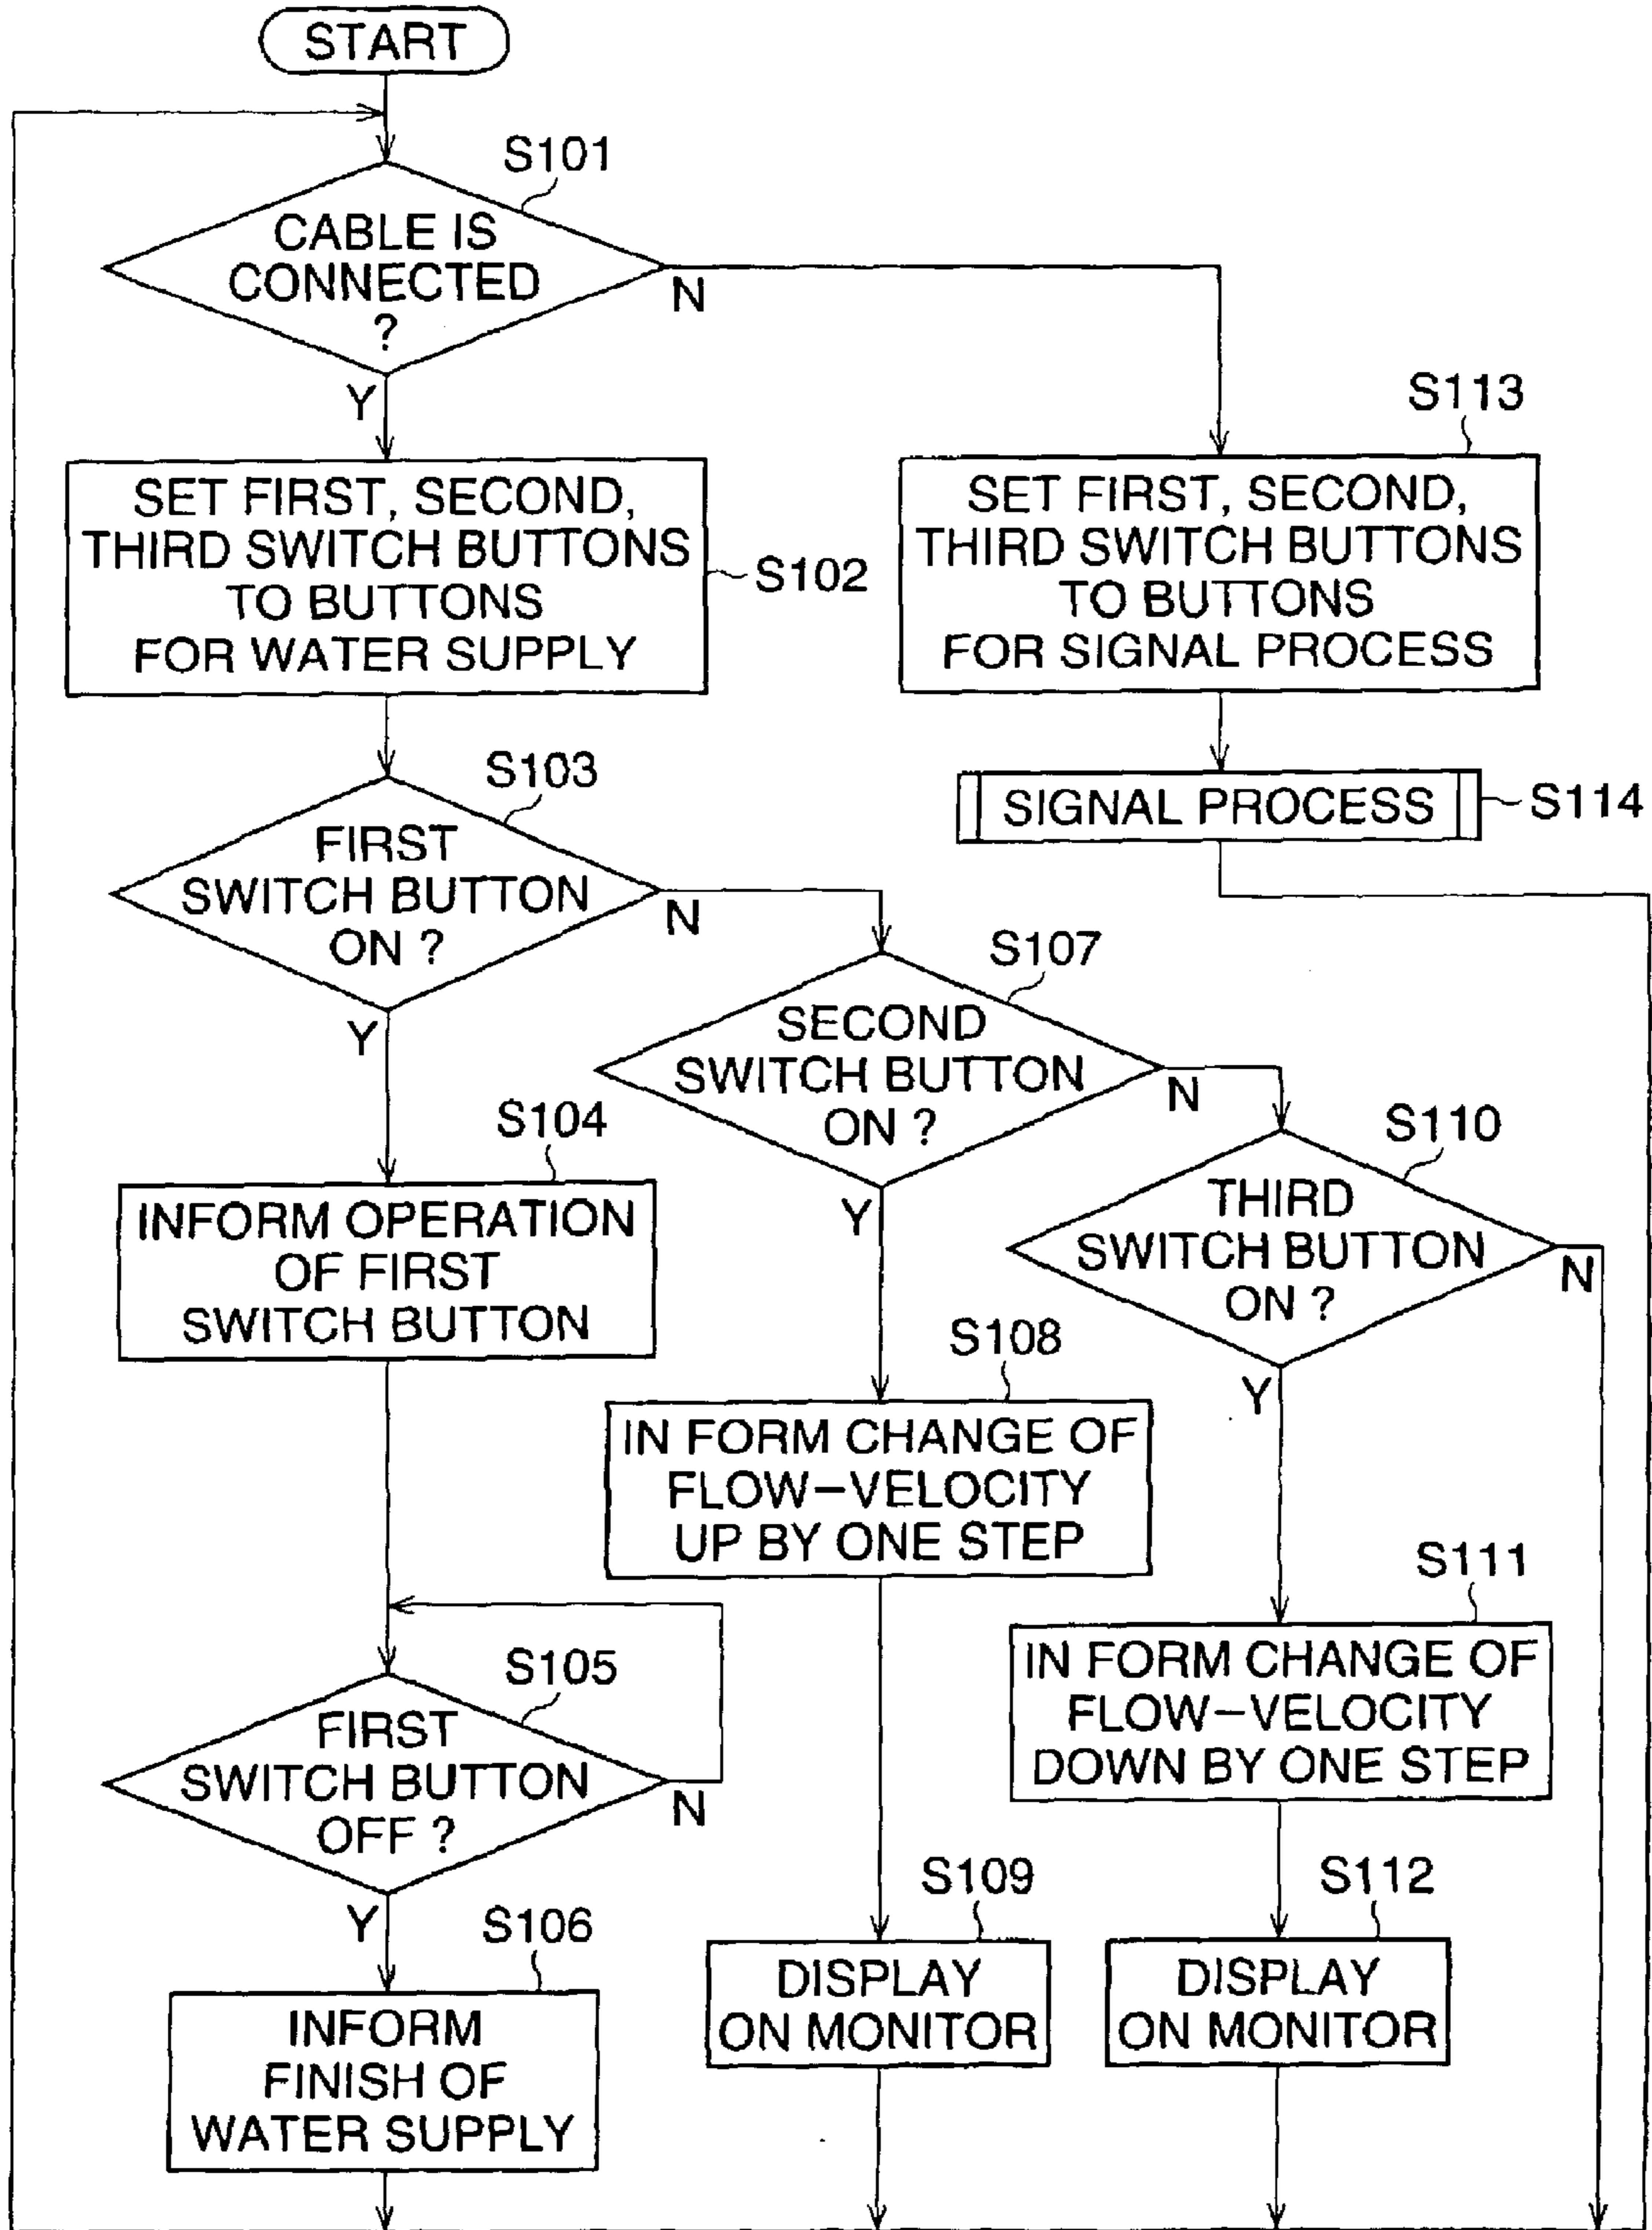 START
S101
CABLE IS
CONNECTED
?
N
Y
S102
SET FIRST, SECOND,
THIRD SWITCH BUTTONS
TO BUTTONS
FOR WATER SUPPLY
S113
SET FIRST, SECOND,
THIRD SWITCH BUTTONS
TO BUTTONS
FOR SIGNAL PROCESS
SIGNAL PROCESS
S114
S103
FIRST
SWITCH BUTTON
ON ?
N
Y
S107
SECOND
SWITCH BUTTON
ON ?
N
Y
S110
THIRD
SWITCH BUTTON
ON ?
N
Y
S104
INFORM OPERATION
OF FIRST
SWITCH BUTTON
S108
IN FORM CHANGE OF
FLOW–VELOCITY
UP BY ONE STEP
S111
IN FORM CHANGE OF
FLOW–VELOCITY
DOWN BY ONE STEP
S105
FIRST
SWITCH BUTTON
OFF ?
N
Y
S106
INFORM
FINISH OF
WATER SUPPLY
S109
DISPLAY
ON MONITOR
S112
DISPLAY
ON MONITOR